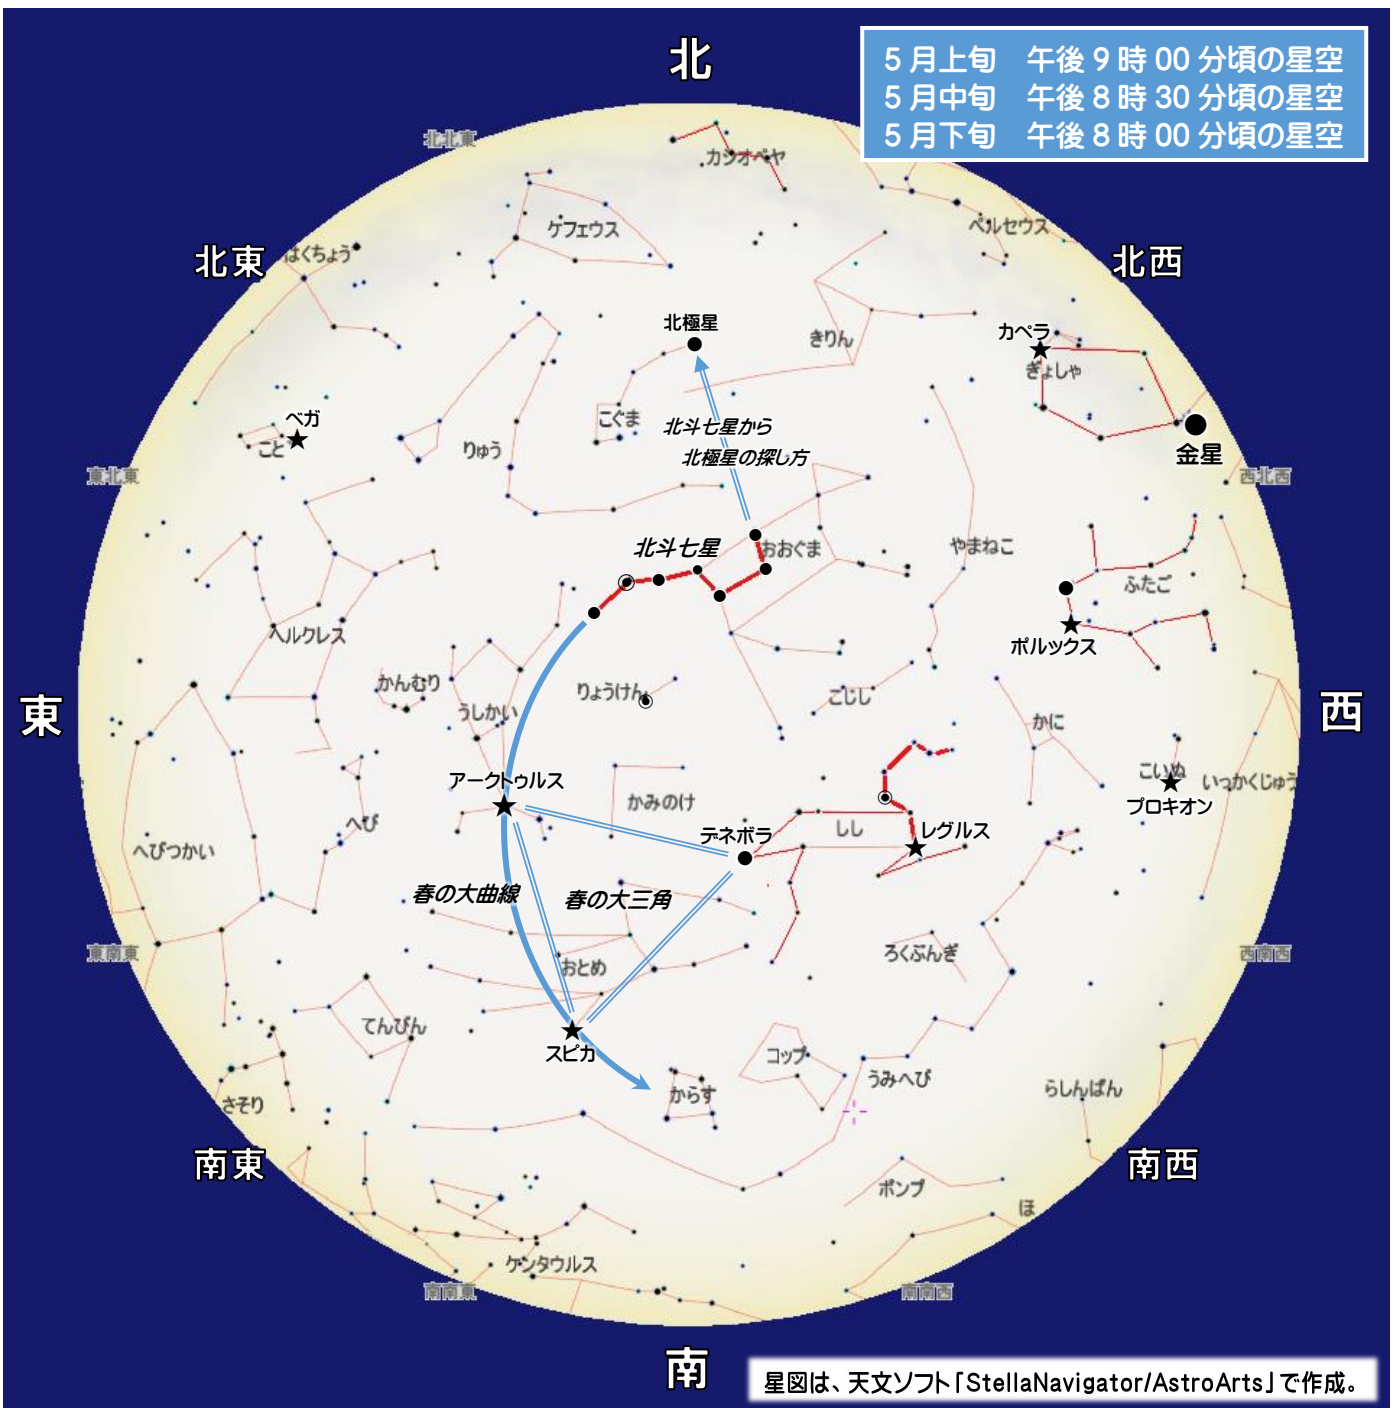 北
5月上旬　午後9時00分頃の星空
5月中旬　午後8時30分頃の星空
5月下旬　午後8時00分頃の星空
北北東
カシオペヤ
ケフェウス
ペルセウス
北東
はくちょう
北西
北極星
カペラ
きりん
ぎょしゃ
ベガ
こと
こぐま
北斗七星から
北極星の探し方
りゅう
金星
東北東
西北西
北斗七星
おおぐま
やまねこ
ふたご
ヘルクレス
ポルックス
かんむり
りょうけん
こじし
うしかい
東
西
かに
アークトゥルス
こいぬ
いっかくじゅう
プロキオン
かみのけ
へび
デネボラ
しし
レグルス
へびつかい
春の大曲線
春の大三角
東南東
おとめ
ろくぶんぎ
西南西
てんびん
スピカ
コップ
からす
うみへび
らしんばん
さそり
南東
南西
ポンプ
ほ
ケンタウルス
南南東
南南西
南
星図は、天文ソフト「StellaNavigator/AstroArts」で作成。